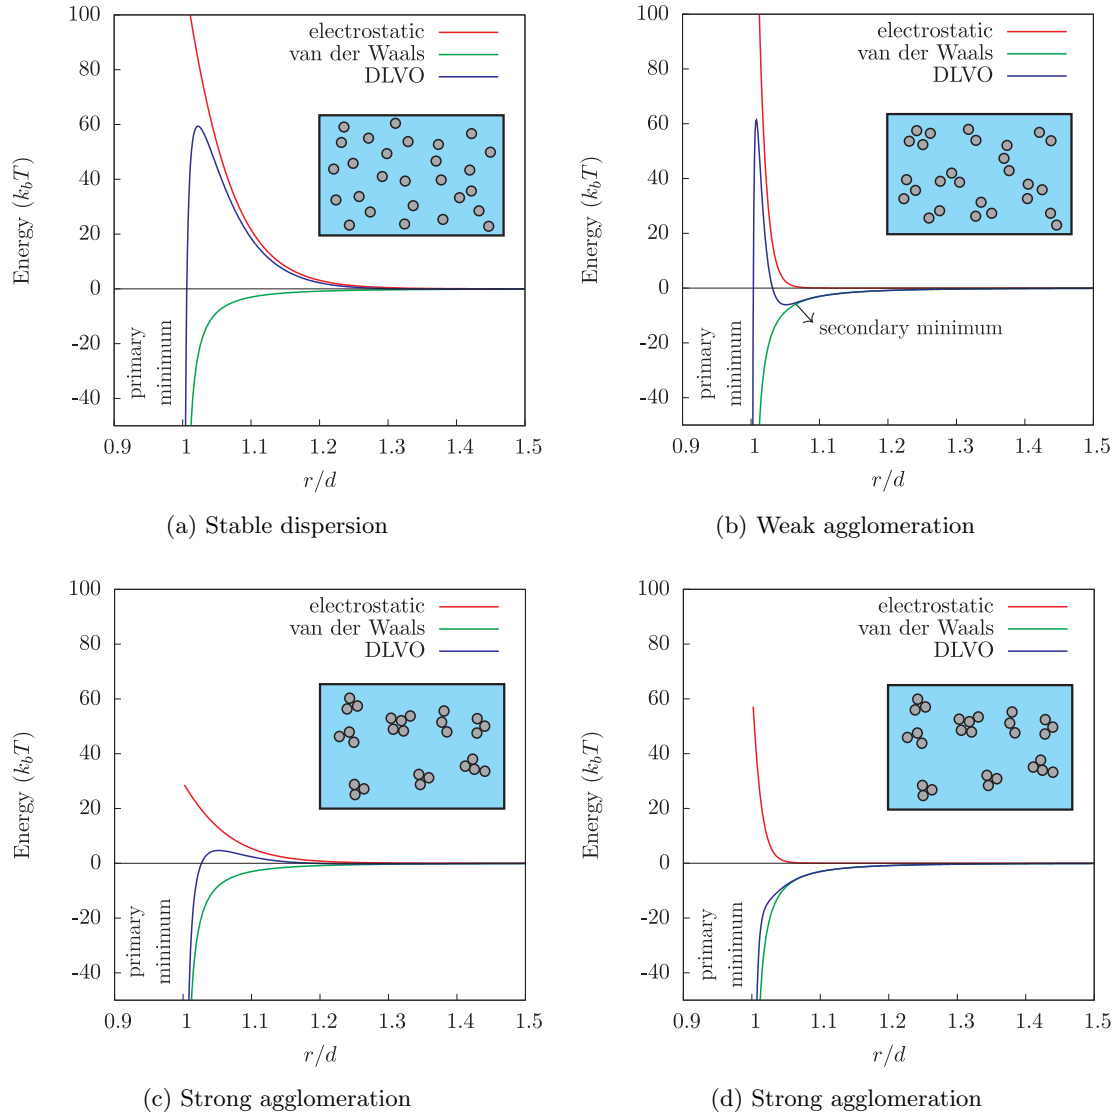 100
80
60
40
20
0
-20
-40
0.9 1 1.1 1.2 1.3 1.4 1.5
Energy (k_bT)
r/d
electrostatic
van der Waals
DLVO
primary
minimum
(a) Stable dispersion
100
80
60
40
20
0
-20
-40
0.9 1 1.1 1.2 1.3 1.4 1.5
Energy (k_bT)
r/d
electrostatic
van der Waals
DLVO
secondary minimum
primary
minimum
(b) Weak agglomeration
100
80
60
40
20
0
-20
-40
0.9 1 1.1 1.2 1.3 1.4 1.5
Energy (k_bT)
r/d
electrostatic
van der Waals
DLVO
primary
minimum
(c) Strong agglomeration
100
80
60
40
20
0
-20
-40
0.9 1 1.1 1.2 1.3 1.4 1.5
Energy (k_bT)
r/d
electrostatic
van der Waals
DLVO
primary
minimum
(d) Strong agglomeration